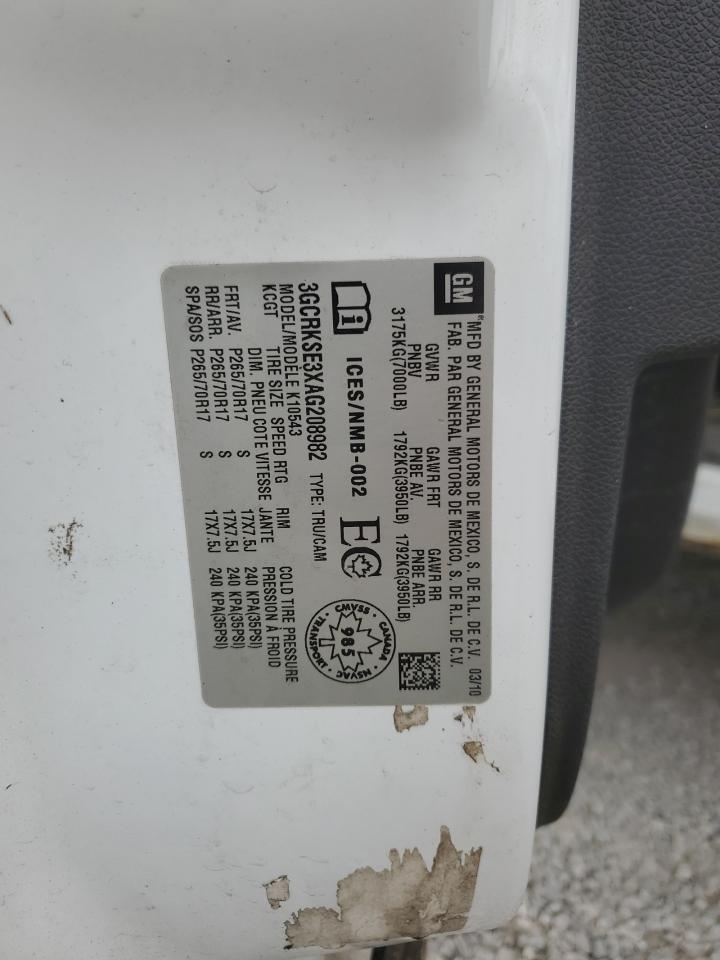 GM
®
MFD BY GENERAL MOTORS DE MEXICO, S. DE R.L. DE C.V. 03/10
FAB. PAR GENERAL MOTORS DE MEXICO, S. DE R.L. DE C.V.
GVWR GAWR FRT GAWR RR
PNBV PNBE AV. PNBE ARR.
3175KG(7000LB) 1792KG(3950LB) 1792KG(3950LB)
i ICES/NMB-002 EC
CMVSS · CANADA · NSVAC · TRANSPORT ·
985
3GCRKSE3XAG208982 TYPE: TRU/CAM
MODEL/MODELE K10543
KCGT TIRE SIZE SPEED RTG RIM COLD TIRE PRESSURE
DIM. PNEU COTE VITESSE JANTE PRESSION À FROID
FRT/AV. P265/70R17 S 17X7.5J 240 KPA(35PSI)
RR/ARR. P265/70R17 S 17X7.5J 240 KPA(35PSI)
SPA/SOS P265/70R17 S 17X7.5J 240 KPA(35PSI)